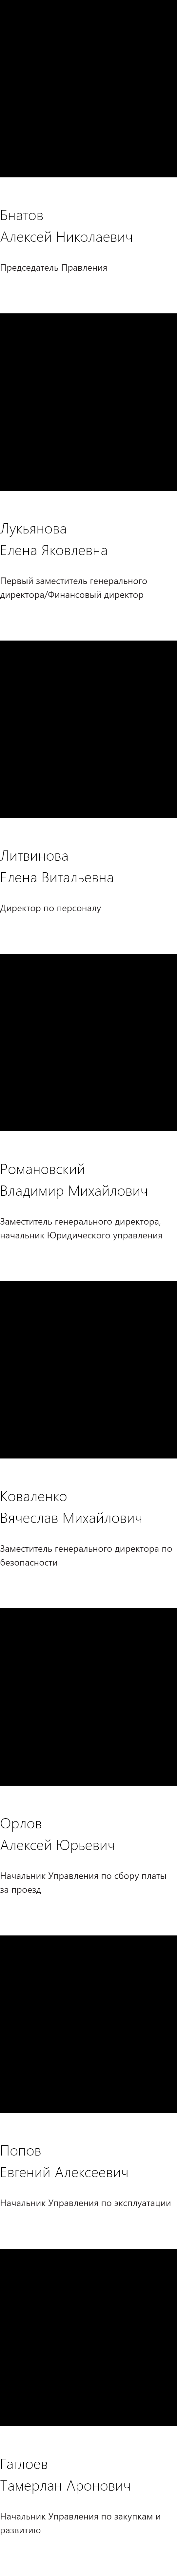 Бнатов
Алексей Николаевич
Председатель Правления
Лукьянова
Елена Яковлевна
Первый заместитель генерального
директора/Финансовый директор
Литвинова
Елена Витальевна
Директор по персоналу
Романовский
Владимир Михайлович
Заместитель генерального директора,
начальник Юридического управления
Коваленко
Вячеслав Михайлович
Заместитель генерального директора по
безопасности
Орлов
Алексей Юрьевич
Начальник Управления по сбору платы
за проезд
Попов
Евгений Алексеевич
Начальник Управления по эксплуатации
Гаглоев
Тамерлан Аронович
Начальник Управления по закупкам и
развитию